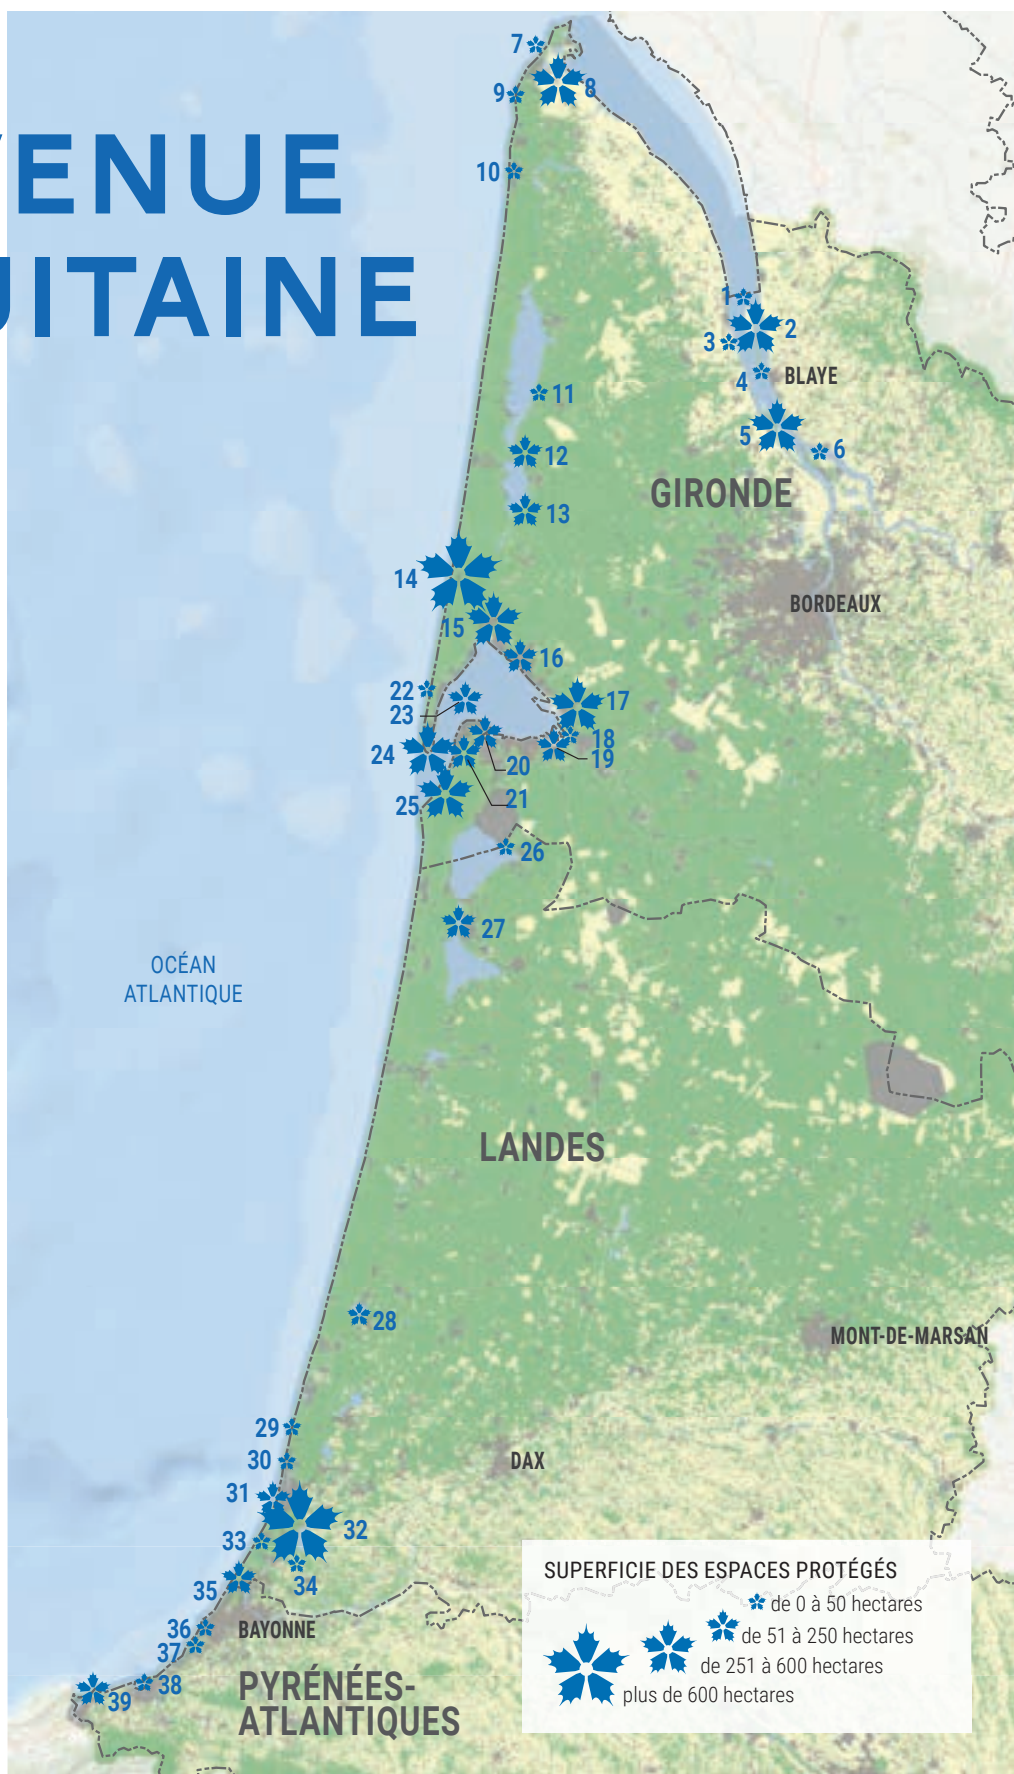 7
8
9
VENUE
10
UITAINE
1
2
3
4
BLAYE
11
5
6
12
GIRONDE
13
14
BORDEAUX
15
16
22
17
23
18
24
19
20
21
25
26
27
OCÉAN
ATLANTIQUE
LANDES
28
MONT-DE-MARSAN
29
30
DAX
31
32
33
34
35
36
BAYONNE
37
38
39
PYRÉNÉES-
ATLANTIQUES
SUPERFICIE DES ESPACES PROTÉGÉS
de 0 à 50 hectares
de 51 à 250 hectares
de 251 à 600 hectares
plus de 600 hectares